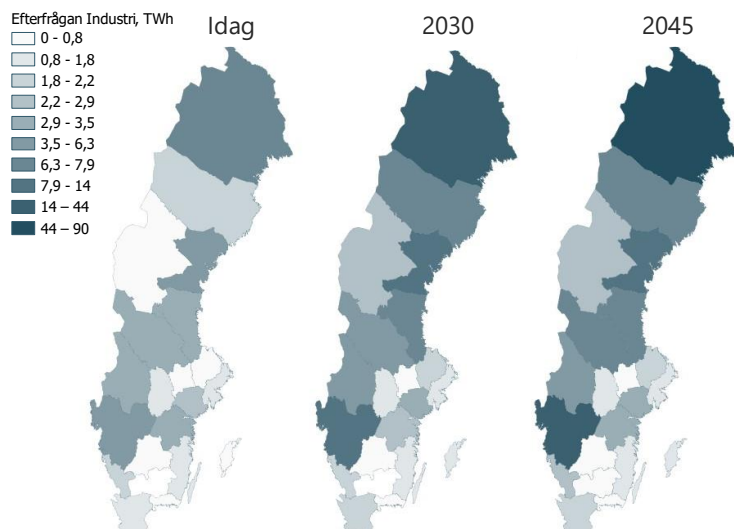 Efterfrågan Industri, TWh
0 - 0,8
0,8 - 1,8
1,8 - 2,2
2,2 - 2,9
2,9 - 3,5
3,5 - 6,3
6,3 - 7,9
7,9 - 14
14 – 44
44 – 90
Idag
2030
2045